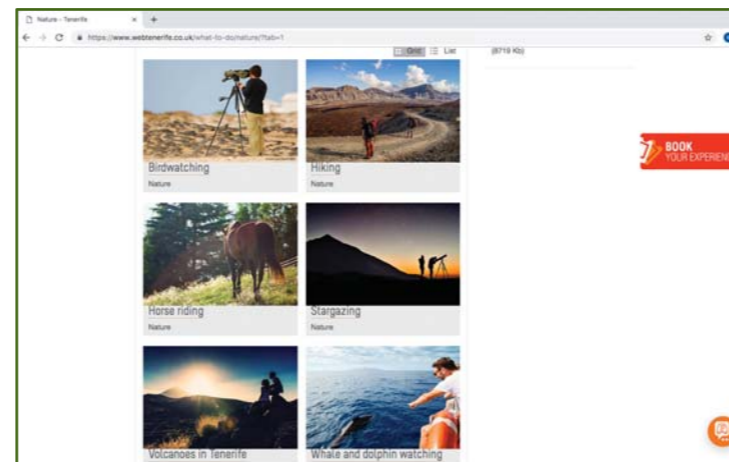 Nature - Tenerife
https://www.webtenerife.co.uk/what-to-do/nature/?tab=1
Grid List
(8719 Kb)
BOOK
YOUR EXPERIENC
Birdwatching
Nature
Hiking
Nature
Horse riding
Nature
Stargazing
Nature
Volcanoes in Tenerife
Whale and dolphin watching